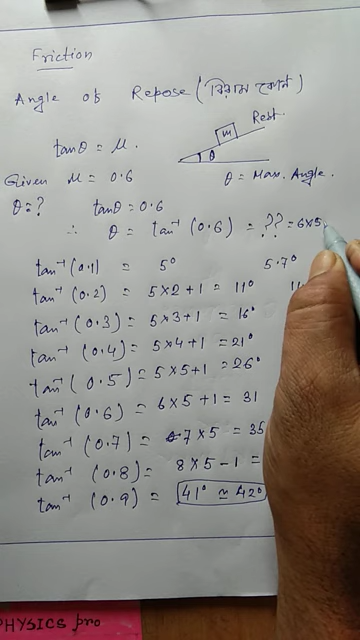 Friction
Angle of Repose (বিরাম কোন)
m Rest.
tanθ = μ.
θ
Given μ = 0.6 θ = Max. Angle.
θ = ? tanθ = 0.6
∴ θ = tan⁻¹ (0.6) = ?? = 6×5
tan⁻¹ (0.1) = 5° 5.7°
tan⁻¹ (0.2) = 5×2+1 = 11° 11
tan⁻¹ (0.3) = 5×3+1 = 16°
tan⁻¹ (0.4) = 5×4+1 = 21°
tan⁻¹ (0.5) = 5×5+1 = 26°
tan⁻¹ (0.6) = 6×5+1 = 31
tan⁻¹ (0.7) = 7×5 = 35
tan⁻¹ (0.8) = 8×5-1 =
tan⁻¹ (0.9) = 41° ≃ 42°
PHYSICS pro